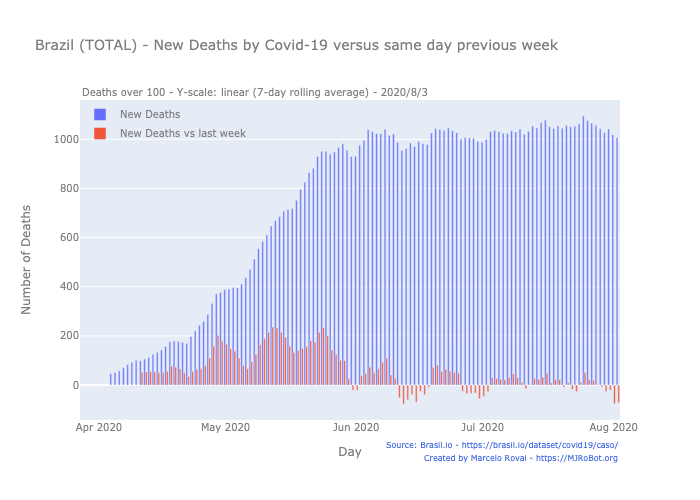 Brazil (TOTAL) - New Deaths by Covid-19 versus same day previous week
Deaths over 100 - Y-scale: linear (7-day rolling average) - 2020/8/3
New Deaths
New Deaths vs last week
1000
800
600
400
200
0
Number of Deaths
Apr 2020
May 2020
Jun 2020
Jul 2020
Aug 2020
Day
Source: Brasil.io - https://brasil.io/dataset/covid19/caso/
Created by Marcelo Rovai - https://MJRoBot.org